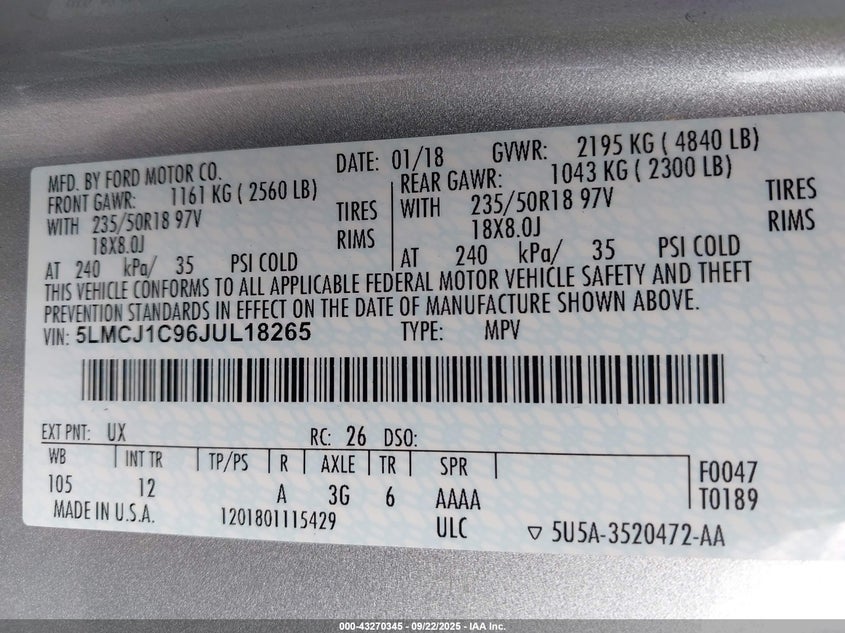 MFD. BY FORD MOTOR CO. DATE: 01/18 GVWR: 2195 KG ( 4840 LB)
FRONT GAWR: 1161 KG ( 2560 LB) REAR GAWR: 1043 KG ( 2300 LB)
WITH 235/50R18 97V TIRES WITH 235/50R18 97V TIRES
18X8.0J RIMS 18X8.0J RIMS
AT 240 kPa/ 35 PSI COLD AT 240 kPa/ 35 PSI COLD
THIS VEHICLE CONFORMS TO ALL APPLICABLE FEDERAL MOTOR VEHICLE SAFETY AND THEFT
PREVENTION STANDARDS IN EFFECT ON THE DATE OF MANUFACTURE SHOWN ABOVE.
VIN: 5LMCJ1C96JUL18265 TYPE: MPV
EXT PNT: UX RC: 26 DSO:
WB INT TR TP/PS R AXLE TR SPR F0047
105 12 A 3G 6 AAAA T0189
MADE IN U.S.A. 1201801115429 ULC ▽ 5U5A-3520472-AA
000-43270345 - 09/22/2025 - IAA Inc.